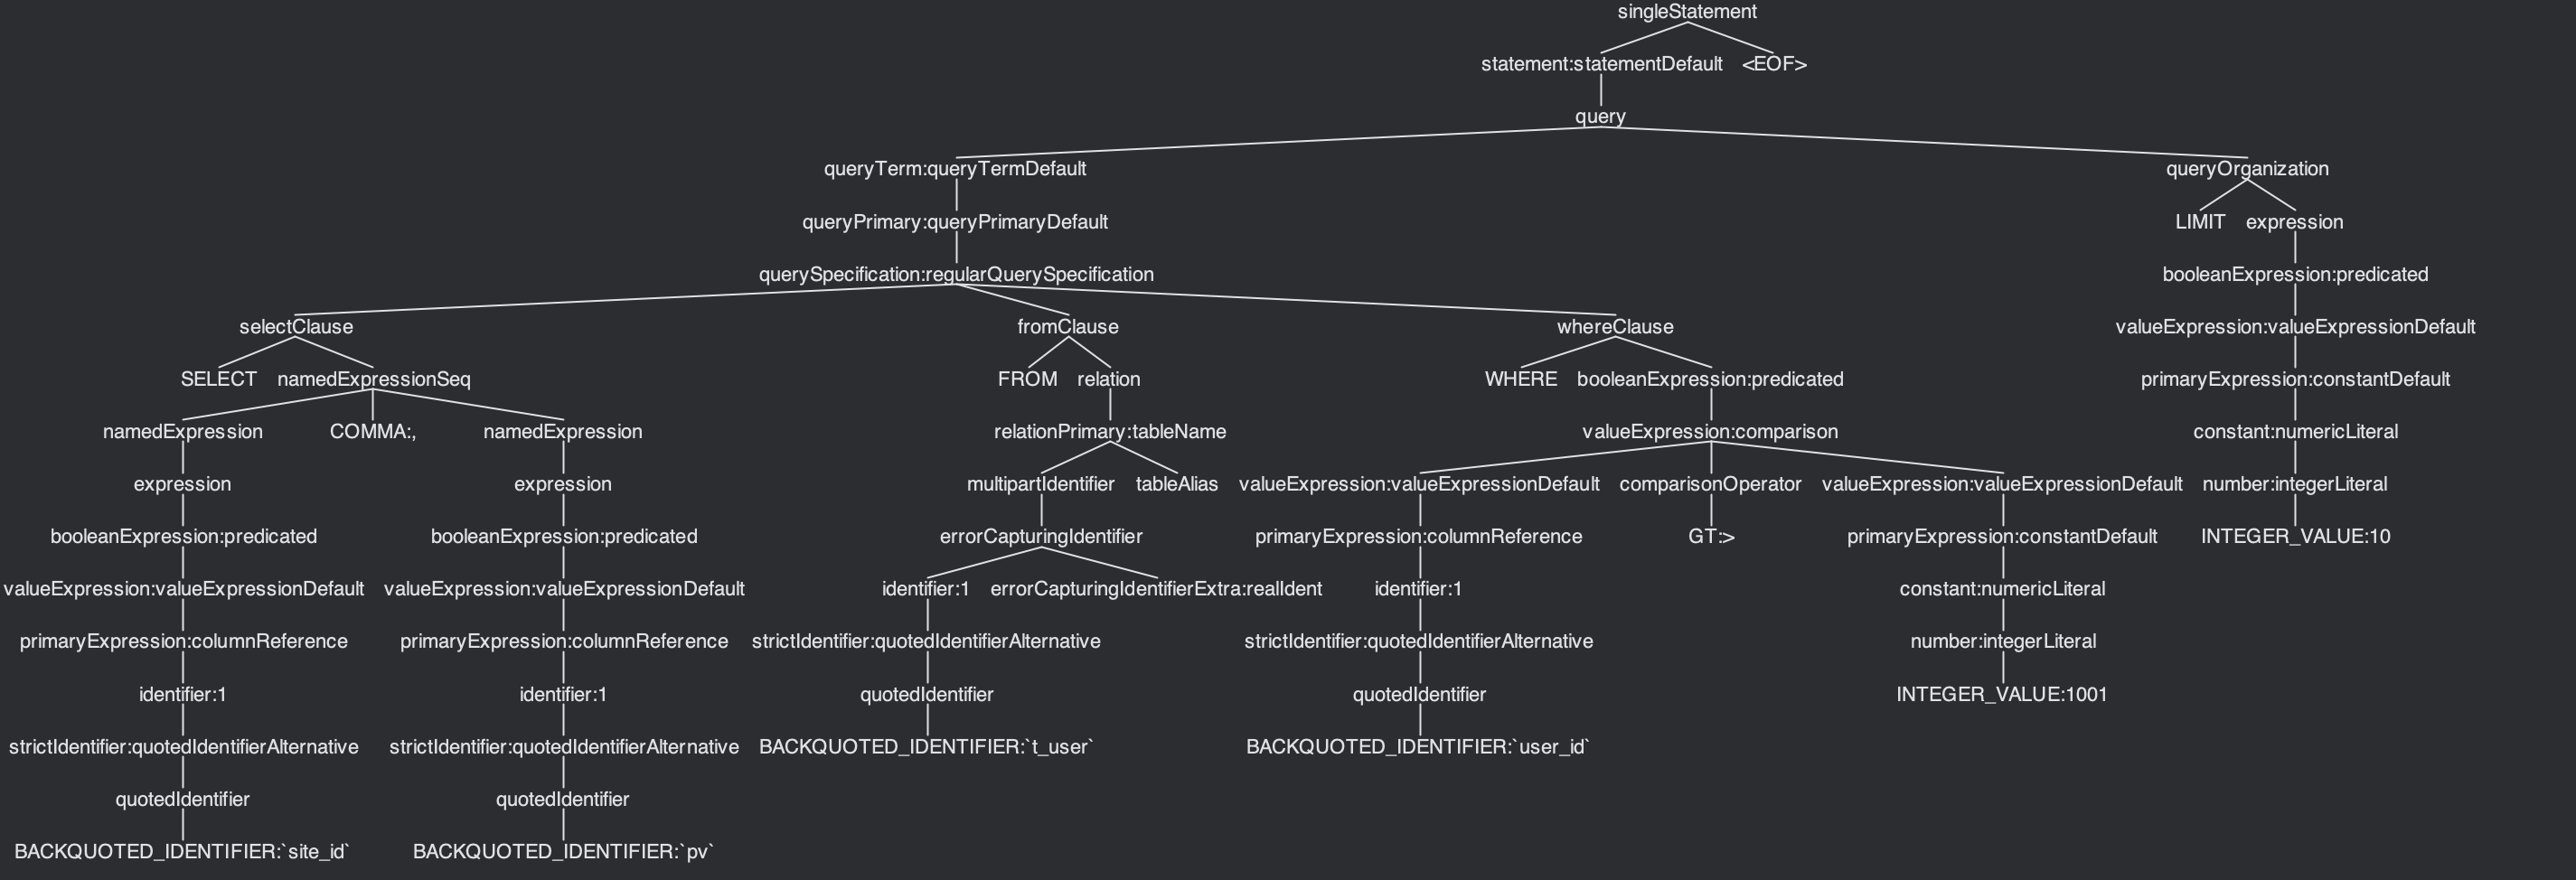 singleStatement
statement:statementDefault <EOF>
query
queryTerm:queryTermDefault queryOrganization
queryPrimary:queryPrimaryDefault LIMIT expression
querySpecification:regularQuerySpecification booleanExpression:predicated
selectClause fromClause whereClause valueExpression:valueExpressionDefault
SELECT namedExpressionSeq FROM relation WHERE booleanExpression:predicated primaryExpression:constantDefault
namedExpression COMMA:, namedExpression relationPrimary:tableName valueExpression:comparison constant:numericLiteral
expression expression multipartIdentifier tableAlias valueExpression:valueExpressionDefault comparisonOperator valueExpression:valueExpressionDefault number:integerLiteral
booleanExpression:predicated booleanExpression:predicated errorCapturingIdentifier primaryExpression:columnReference GT:> primaryExpression:constantDefault INTEGER_VALUE:10
valueExpression:valueExpressionDefault valueExpression:valueExpressionDefault identifier:1 errorCapturingIdentifierExtra:realIdent identifier:1 constant:numericLiteral
primaryExpression:columnReference primaryExpression:columnReference strictIdentifier:quotedIdentifierAlternative strictIdentifier:quotedIdentifierAlternative number:integerLiteral
identifier:1 identifier:1 quotedIdentifier quotedIdentifier INTEGER_VALUE:1001
strictIdentifier:quotedIdentifierAlternative strictIdentifier:quotedIdentifierAlternative BACKQUOTED_IDENTIFIER:`t_user` BACKQUOTED_IDENTIFIER:`user_id`
quotedIdentifier quotedIdentifier
BACKQUOTED_IDENTIFIER:`site_id` BACKQUOTED_IDENTIFIER:`pv`